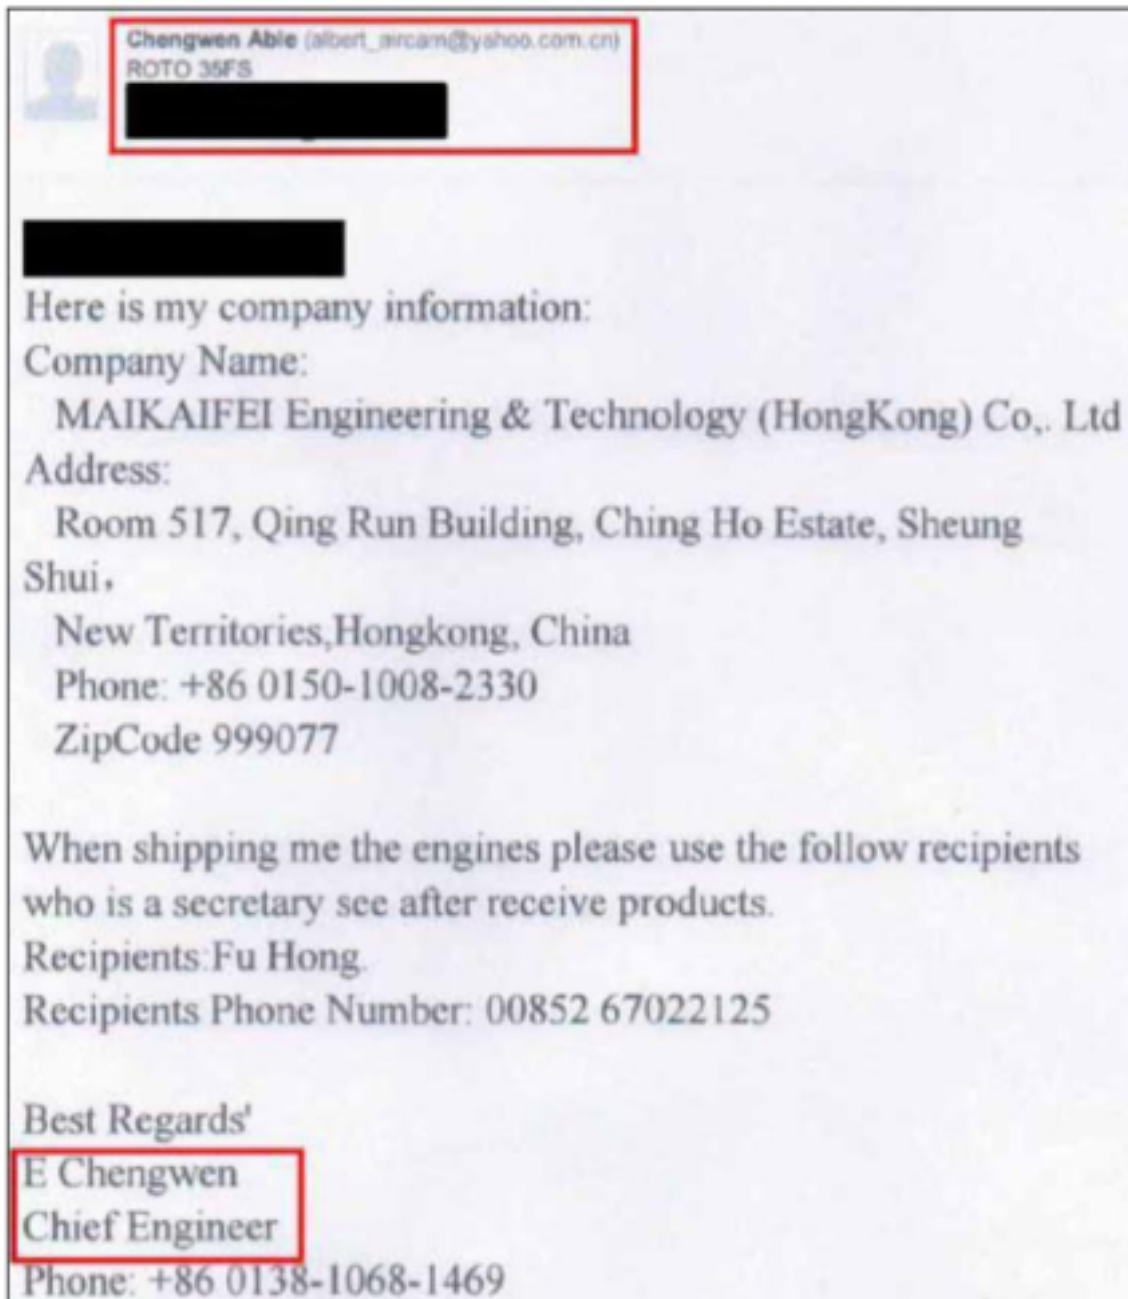 Chengwen Able (albert_aircam@yahoo.com.cn)
ROTO 35FS
Here is my company information:
Company Name:
MAIKAIFEI Engineering & Technology (HongKong) Co,. Ltd
Address:
Room 517, Qing Run Building, Ching Ho Estate, Sheung
Shui，
New Territories,Hongkong, China
Phone: +86 0150-1008-2330
ZipCode 999077
When shipping me the engines please use the follow recipients
who is a secretary see after receive products.
Recipients:Fu Hong.
Recipients Phone Number: 00852 67022125
Best Regards'
E Chengwen
Chief Engineer
Phone: +86 0138-1068-1469